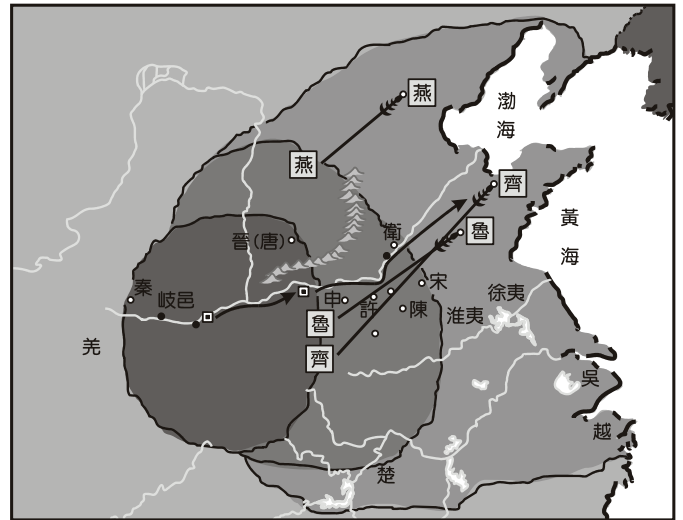 燕
渤
海
燕
齊
黃
海
魯
衛
晉(唐)
秦
岐邑
宋
申
許
陳
徐夷
淮夷
魯
齊
羌
吳
越
楚